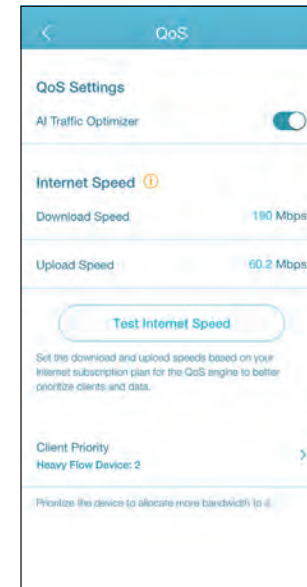 QoS
QoS Settings
AI Traffic Optimizer
Internet Speed
Download Speed 190 Mbps
Upload Speed 60.2 Mbps
Test Internet Speed
Set the download and upload speeds based on your
Internet subscription plan for the QoS engine to better
prioritize clients and data.
Client Priority
Heavy Flow Device: 2
Prioritize the device to allocate more bandwidth to it.